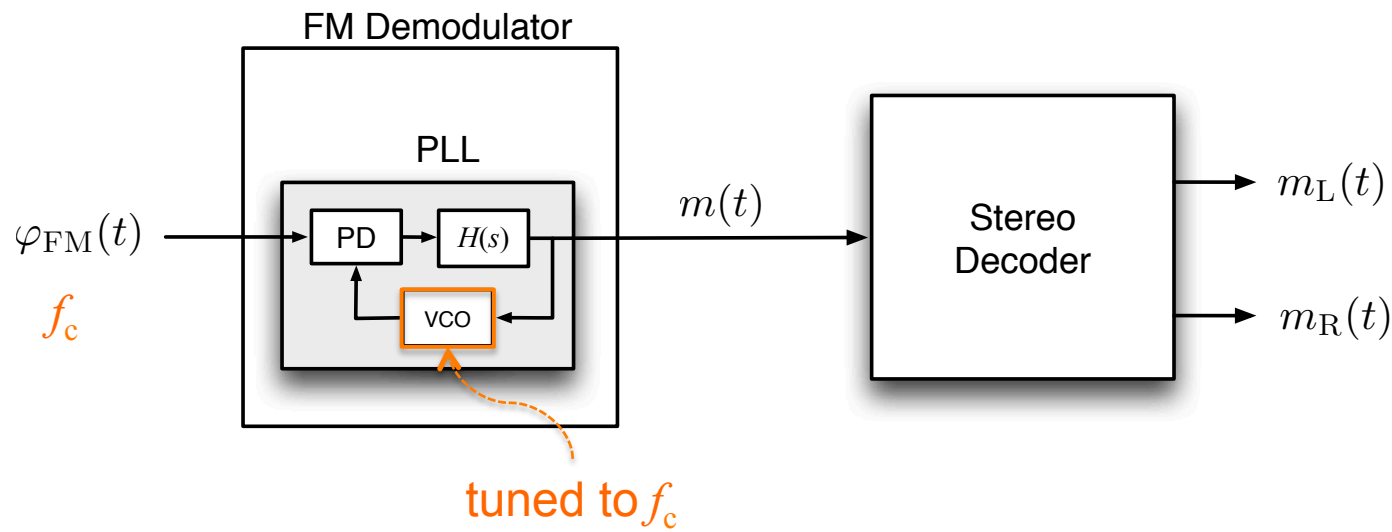 FM Demodulator
PLL
φFM(t)
fc
PD
H(s)
VCO
m(t)
Stereo
Decoder
mL(t)
mR(t)
tuned to fc